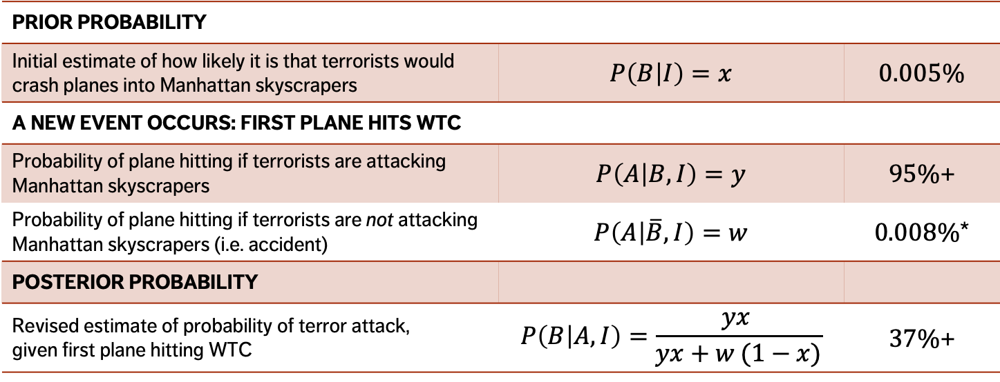 PRIOR PROBABILITY
Initial estimate of how likely it is that terrorists would
crash planes into Manhattan skyscrapers
P(B|I) = x
0.005%
A NEW EVENT OCCURS: FIRST PLANE HITS WTC
Probability of plane hitting if terrorists are attacking
Manhattan skyscrapers
P(A|B, I) = y
95%+
Probability of plane hitting if terrorists are not attacking
Manhattan skyscrapers (i.e. accident)
P(A|B̅, I) = w
0.008%*
POSTERIOR PROBABILITY
Revised estimate of probability of terror attack,
given first plane hitting WTC
P(B|A, I) =
yx
yx + w (1 − x)
37%+